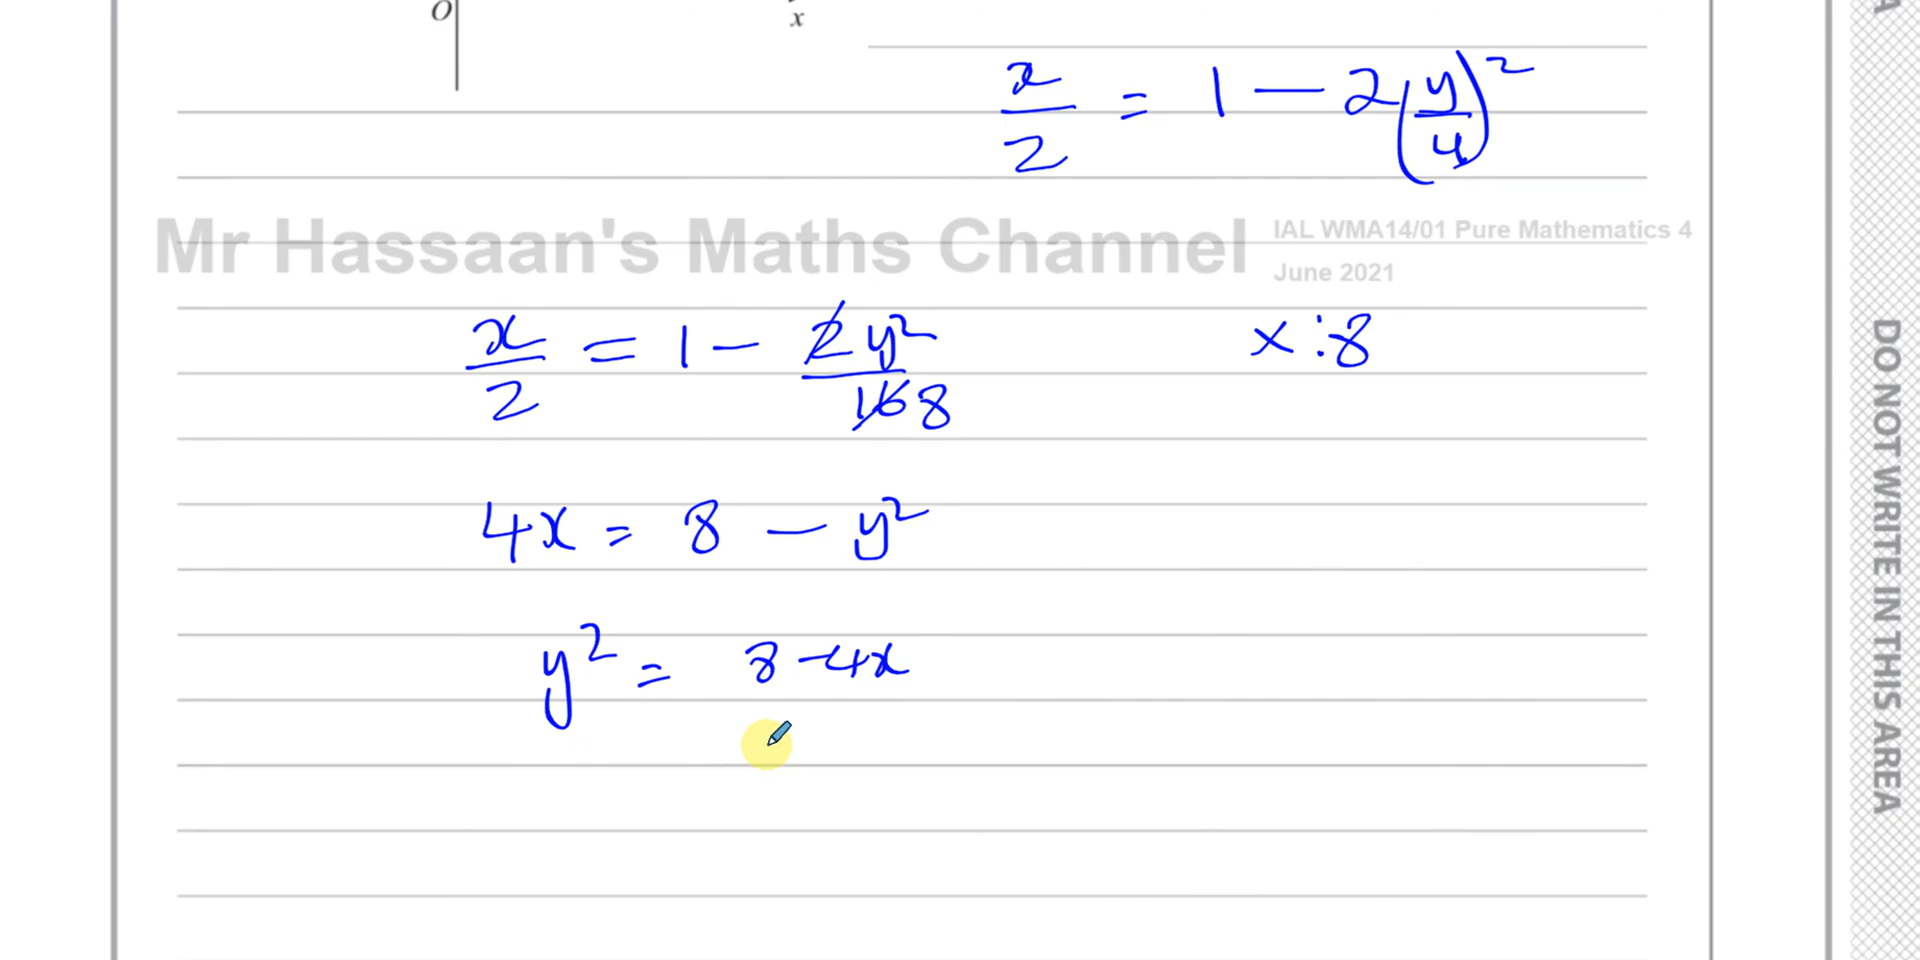 O
x
x/2 = 1 - 2(y/4)²
Mr Hassaan's Maths Channel
IAL WMA14/01 Pure Mathematics 4
June 2021
x/2 = 1 - 2y²/16 8
x:8
4x = 8 - y²
y² = 8-4x
DO NOT WRITE IN THIS AREA
A